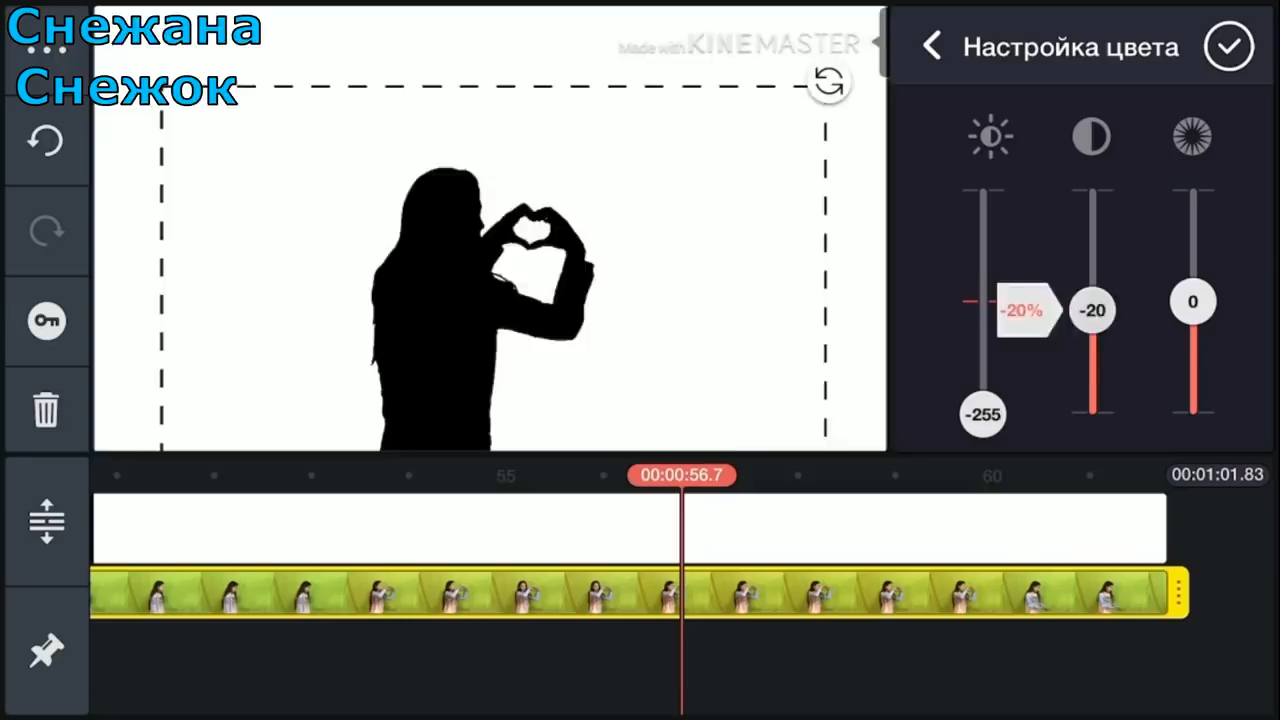 Снежана
Снежок
Made with KINEMASTER
Настройка цвета
-20%
-20
0
-255
55
00:00:56.7
60
00:01:01.83